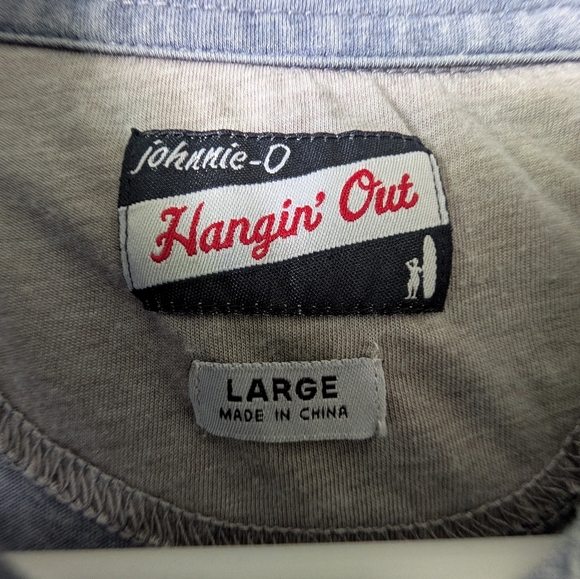 johnnie-O
Hangin' Out
LARGE
MADE IN CHINA